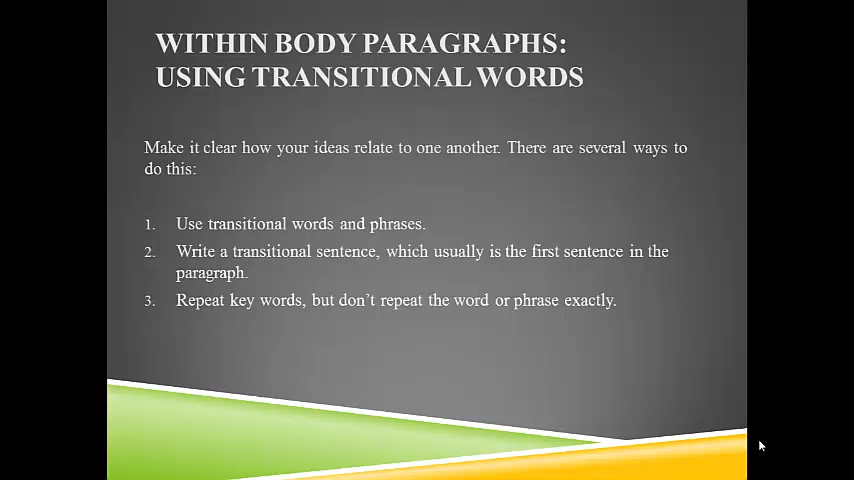 WITHIN BODY PARAGRAPHS:
USING TRANSITIONAL WORDS
Make it clear how your ideas relate to one another. There are several ways to
do this:
1. Use transitional words and phrases.
2. Write a transitional sentence, which usually is the first sentence in the
paragraph.
3. Repeat key words, but don’t repeat the word or phrase exactly.